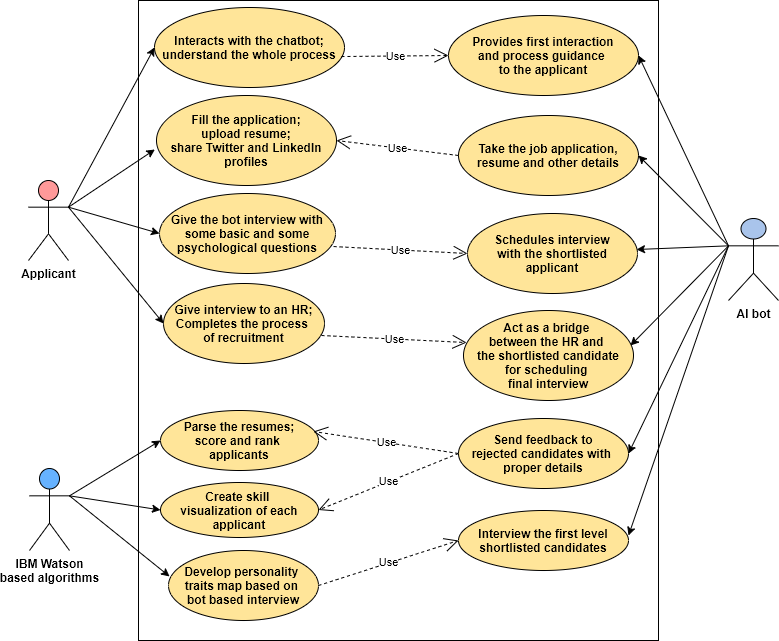 Interacts with the chatbot;
understand the whole process
Use
Provides first interaction
and process guidance
to the applicant
Fill the application;
upload resume;
share Twitter and LinkedIn
profiles
Use
Take the job application,
resume and other details
Applicant
Give the bot interview with
some basic and some
psychological questions
Use
Schedules interview
with the shortlisted
applicant
AI bot
Give interview to an HR;
Completes the process
of recruitment
Use
Act as a bridge
between the HR and
the shortlisted candidate
for scheduling
final interview
Parse the resumes;
score and rank
applicants
Use
Send feedback to
rejected candidates with
proper details
Use
Create skill
visualization of each
applicant
IBM Watson
based algorithms
Interview the first level
shortlisted candidates
Use
Develop personality
traits map based on
bot based interview